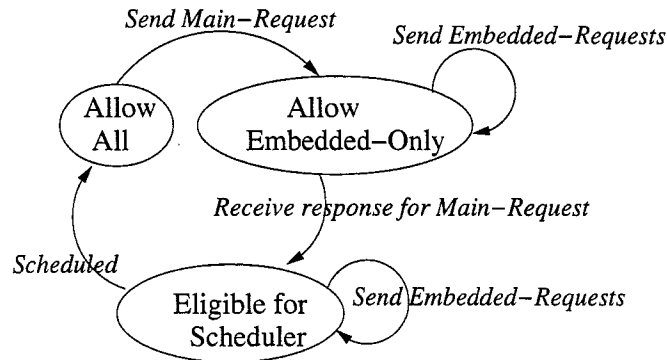 Send Main-Request
Send Embedded-Requests
Allow
All
Allow
Embedded-Only
Receive response for Main-Request
Scheduled
Eligible for
Scheduler
Send Embedded-Requests